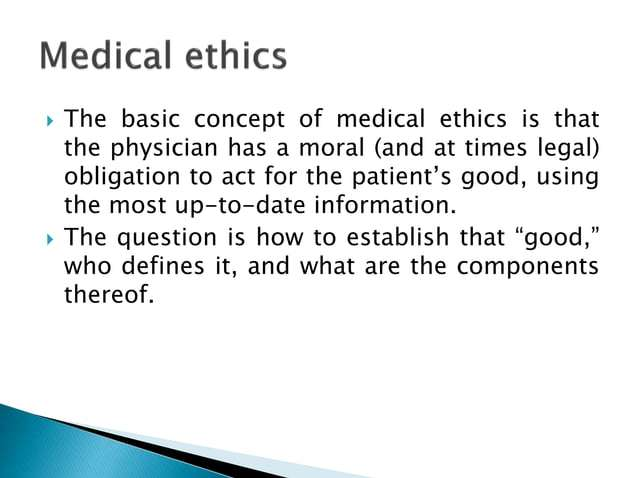 Medical ethics
The basic concept of medical ethics is that
the physician has a moral (and at times legal)
obligation to act for the patient’s good, using
the most up-to-date information.
The question is how to establish that “good,”
who defines it, and what are the components
thereof.